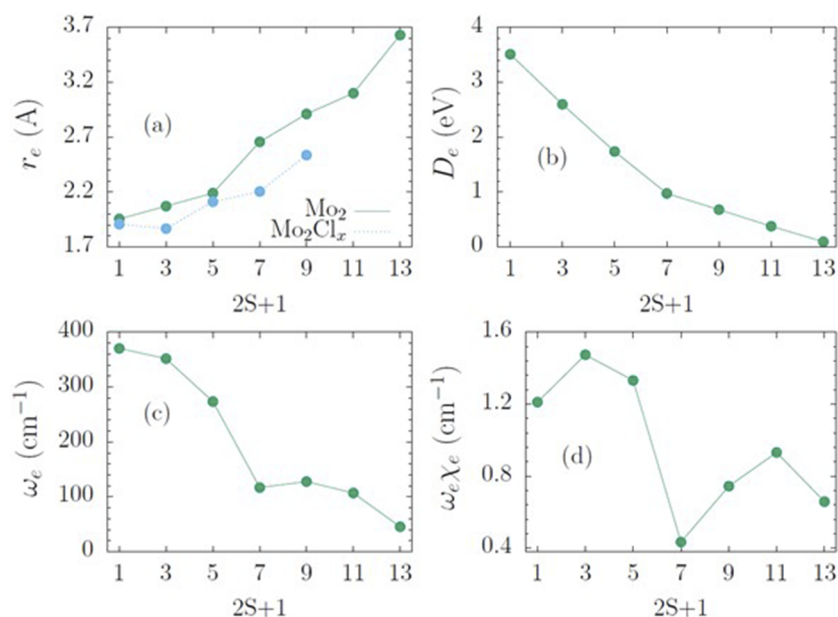 3.7
3.2
2.7
2.2
1.7
r_e (A)
(a)
Mo₂
Mo₂Clₓ
1 3 5 7 9 11 13
2S+1
4
3
2
1
0
D_e (eV)
(b)
1 3 5 7 9 11 13
2S+1
400
300
200
100
0
ω_e (cm⁻¹)
(c)
1 3 5 7 9 11 13
2S+1
1.6
1.2
0.8
0.4
ω_eχ_e (cm⁻¹)
(d)
1 3 5 7 9 11 13
2S+1